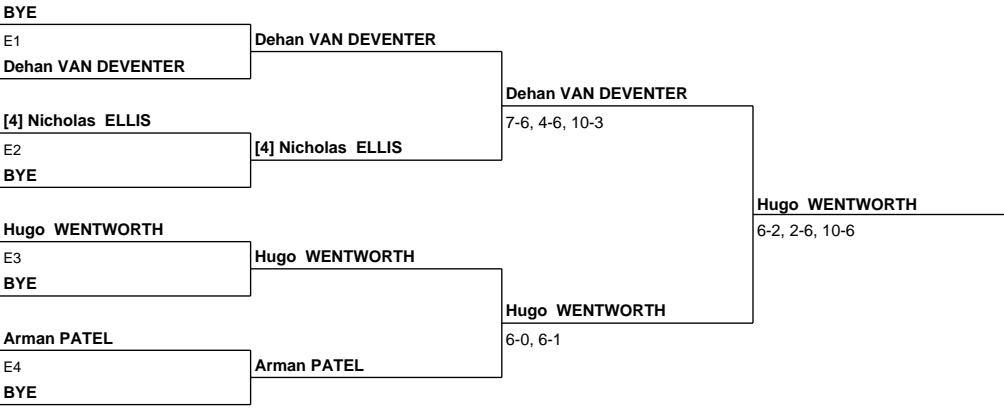 BYE
E1
Dehan VAN DEVENTER
Dehan VAN DEVENTER
[4] Nicholas ELLIS
E2
BYE
[4] Nicholas ELLIS
Dehan VAN DEVENTER
7-6, 4-6, 10-3
Hugo WENTWORTH
E3
BYE
Hugo WENTWORTH
Arman PATEL
E4
BYE
Arman PATEL
Hugo WENTWORTH
6-0, 6-1
Hugo WENTWORTH
6-2, 2-6, 10-6